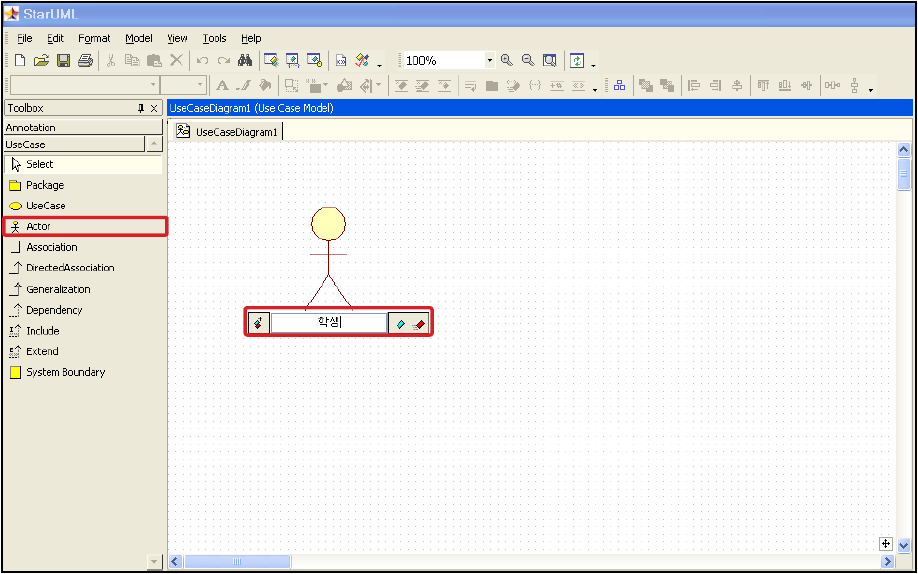 StarUML
File Edit Format Model View Tools Help
100%
Toolbox
UseCaseDiagram1 (Use Case Model)
Annotation
UseCaseDiagram1
UseCase
Select
Package
UseCase
Actor
Association
DirectedAssociation
Generalization
Dependency
Include
Extend
System Boundary
학생